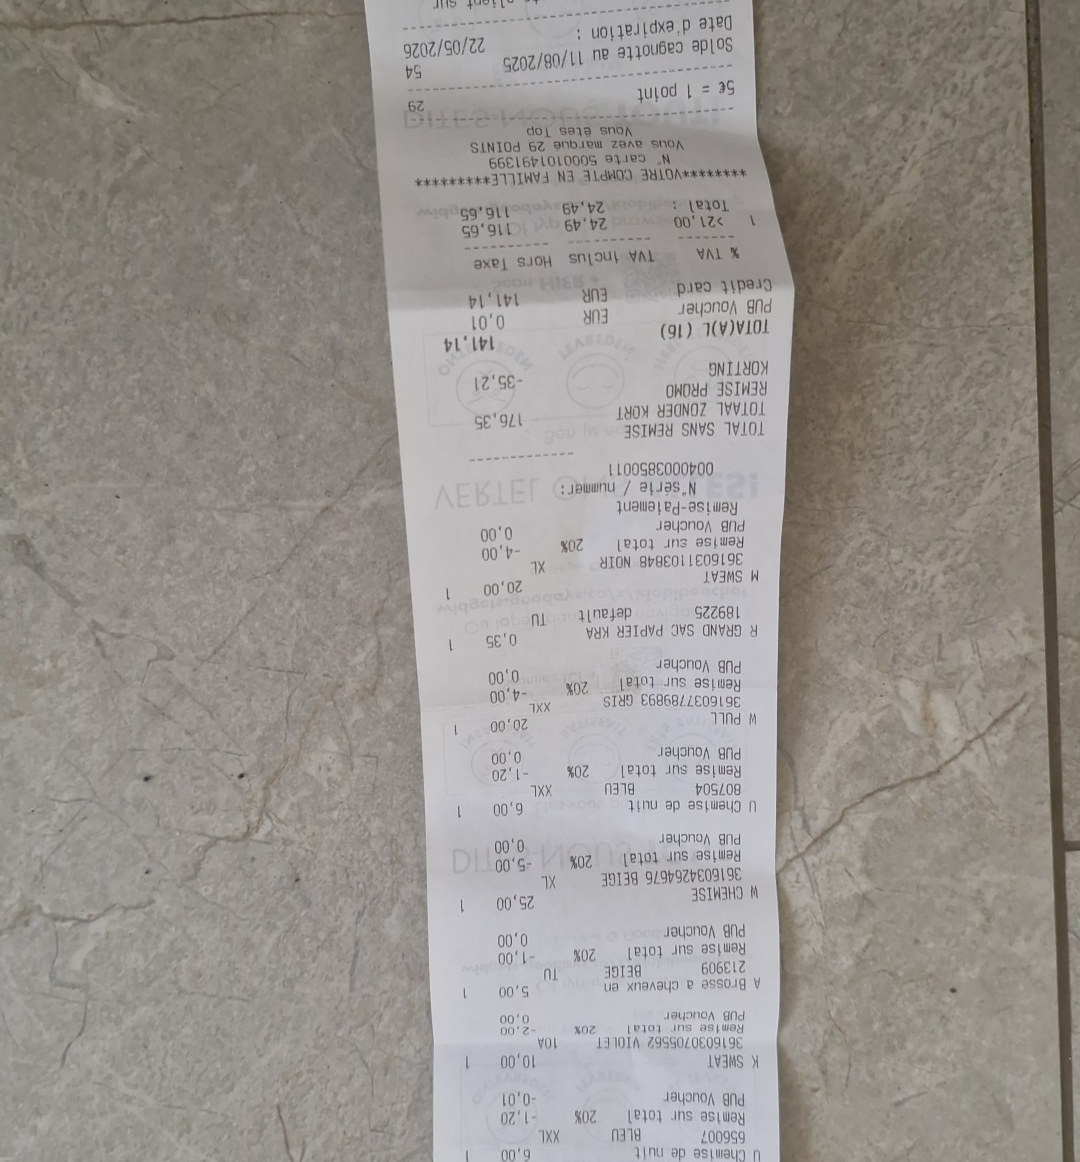 U Chemise de nuit 6,00 1
656007 BLEU XXL
Remise sur total 20% -1,20
PUB Voucher -0,01
K SWEAT 10,00 1
3616030705562 VIOLET 10A
Remise sur total 20% -2,00
PUB Voucher 0,00
A Brosse a cheveux en 5,00 1
213909 BEIGE TU
Remise sur total 20% -1,00
PUB Voucher 0,00
W CHEMISE 25,00 1
3616034264676 BEIGE XL
Remise sur total 20% -5,00
PUB Voucher 0,00
U Chemise de nuit 6,00 1
807504 BLEU XXL
Remise sur total 20% -1,20
PUB Voucher 0,00
W PULL 20,00 1
3616037789893 GRIS XXL
Remise sur total 20% -4,00
PUB Voucher 0,00
R GRAND SAC PAPIER KRA 0,35 1
189225 default TU
M SWEAT 20,00 1
3616031103848 NOIR XL
Remise sur total 20% -4,00
PUB Voucher 0,00
Remise-Paiement
N°série / nummer:
0040003850011
TOTAL SANS REMISE
TOTAAL ZONDER KORT 176,35
REMISE PROMO
KORTING -35,21
TOTA(A)L (16) 141,14
PUB Voucher EUR 0,01
Credit card EUR 141,14
% TVA TVA inclus Hors Taxe
1 >21,00 24,49 116,65
Total : 24,49 116,65
*********VOTRE COMPTE EN FAMILLE**********
N° carte 5000101491399
Vous avez marqué 29 POINTS
Vous êtes Top
5€ = 1 point 29
Solde cagnotte au 11/08/2025 54
Date d'expiration : 22/05/2026
client sur